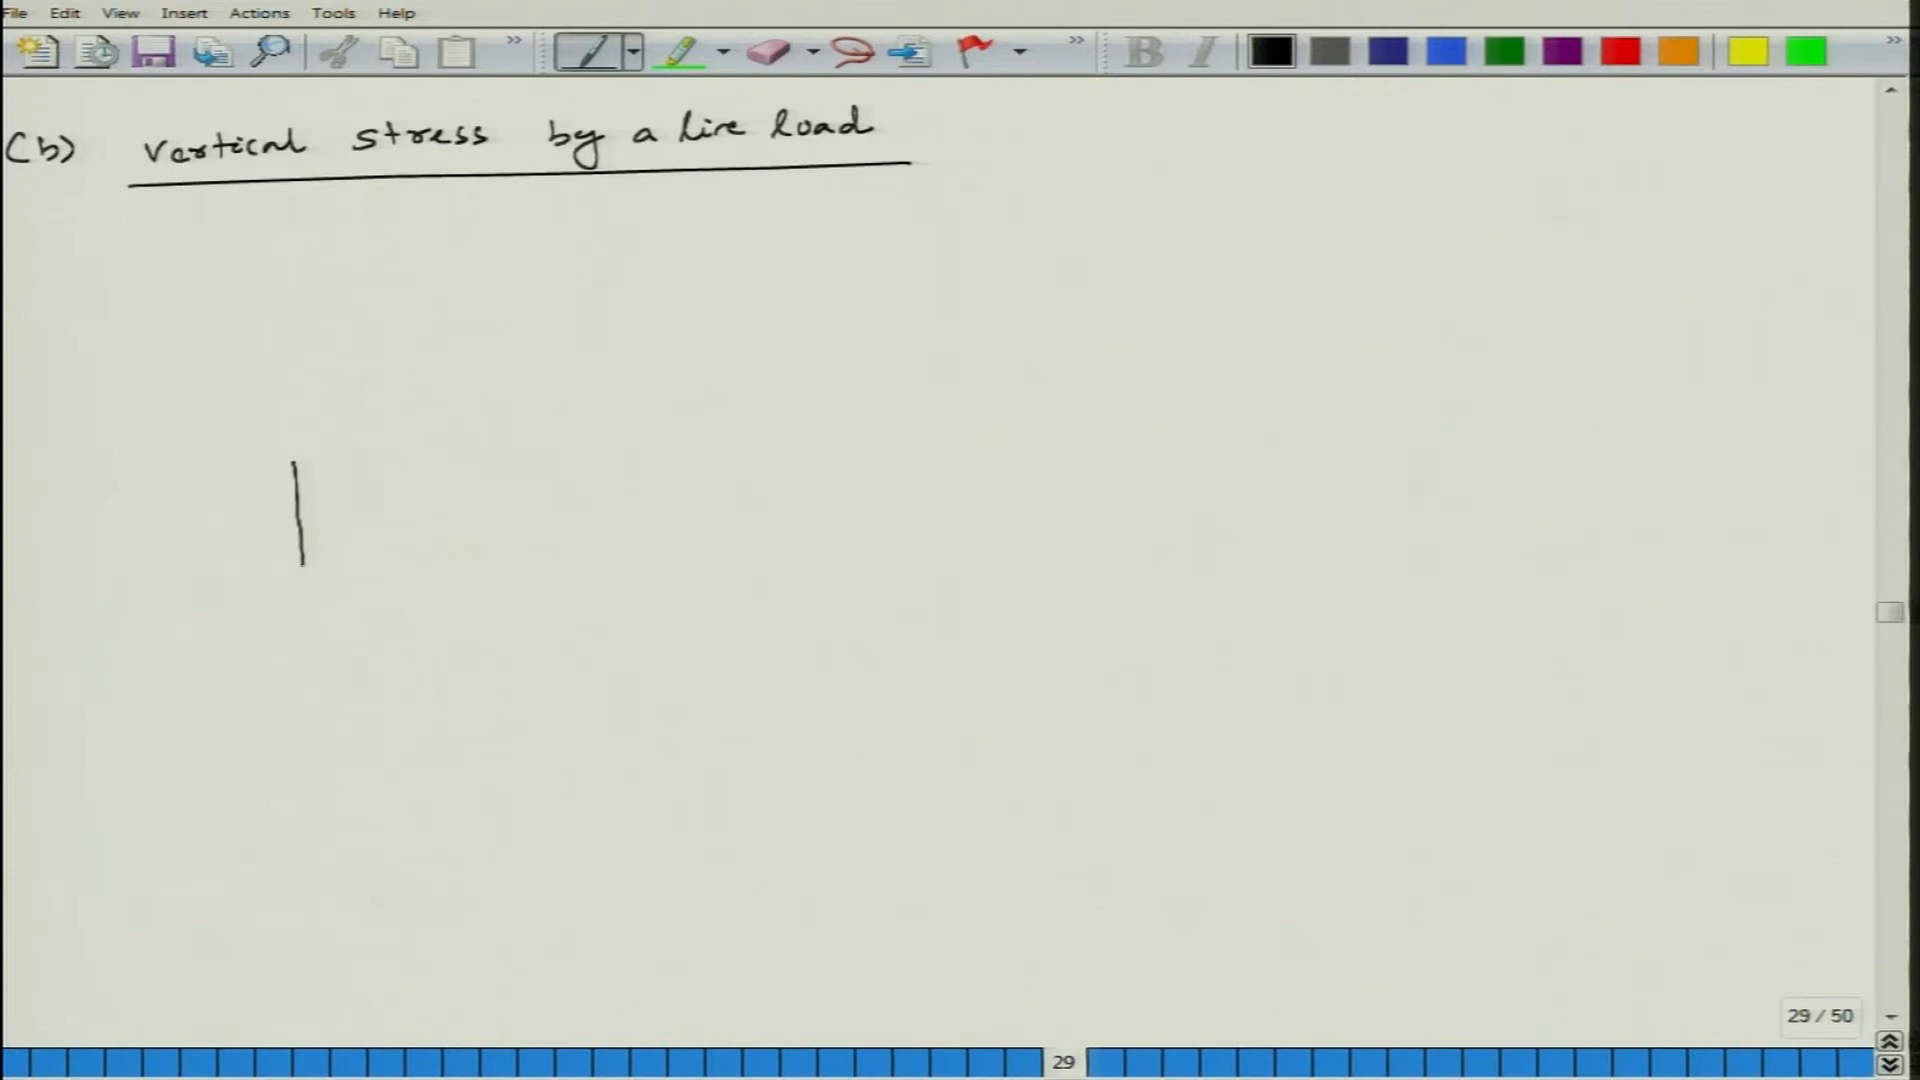 File Edit View Insert Actions Tools Help
B I
(b) vertical stress by a line load
29 / 50
29